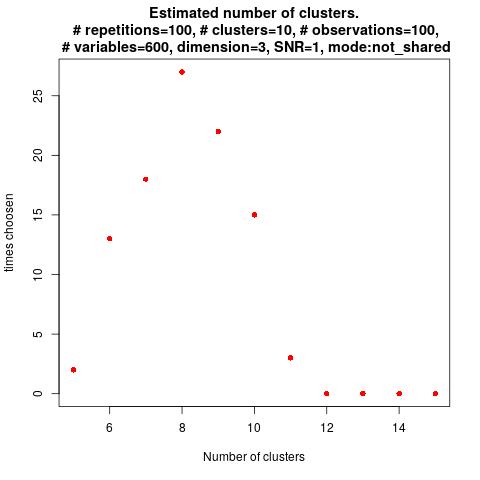 Estimated number of clusters.
# repetitions=100, # clusters=10, # observations=100,
# variables=600, dimension=3, SNR=1, mode:not_shared
25
20
15
10
5
0
times choosen
6 8 10 12 14
Number of clusters